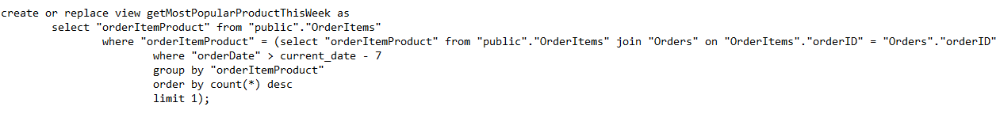 create or replace view getMostPopularProductThisWeek as
select "orderItemProduct" from "public"."OrderItems"
where "orderItemProduct" = (select "orderItemProduct" from "public"."OrderItems" join "Orders" on "OrderItems"."orderID" = "Orders"."orderID"
where "orderDate" > current_date - 7
group by "orderItemProduct"
order by count(*) desc
limit 1);